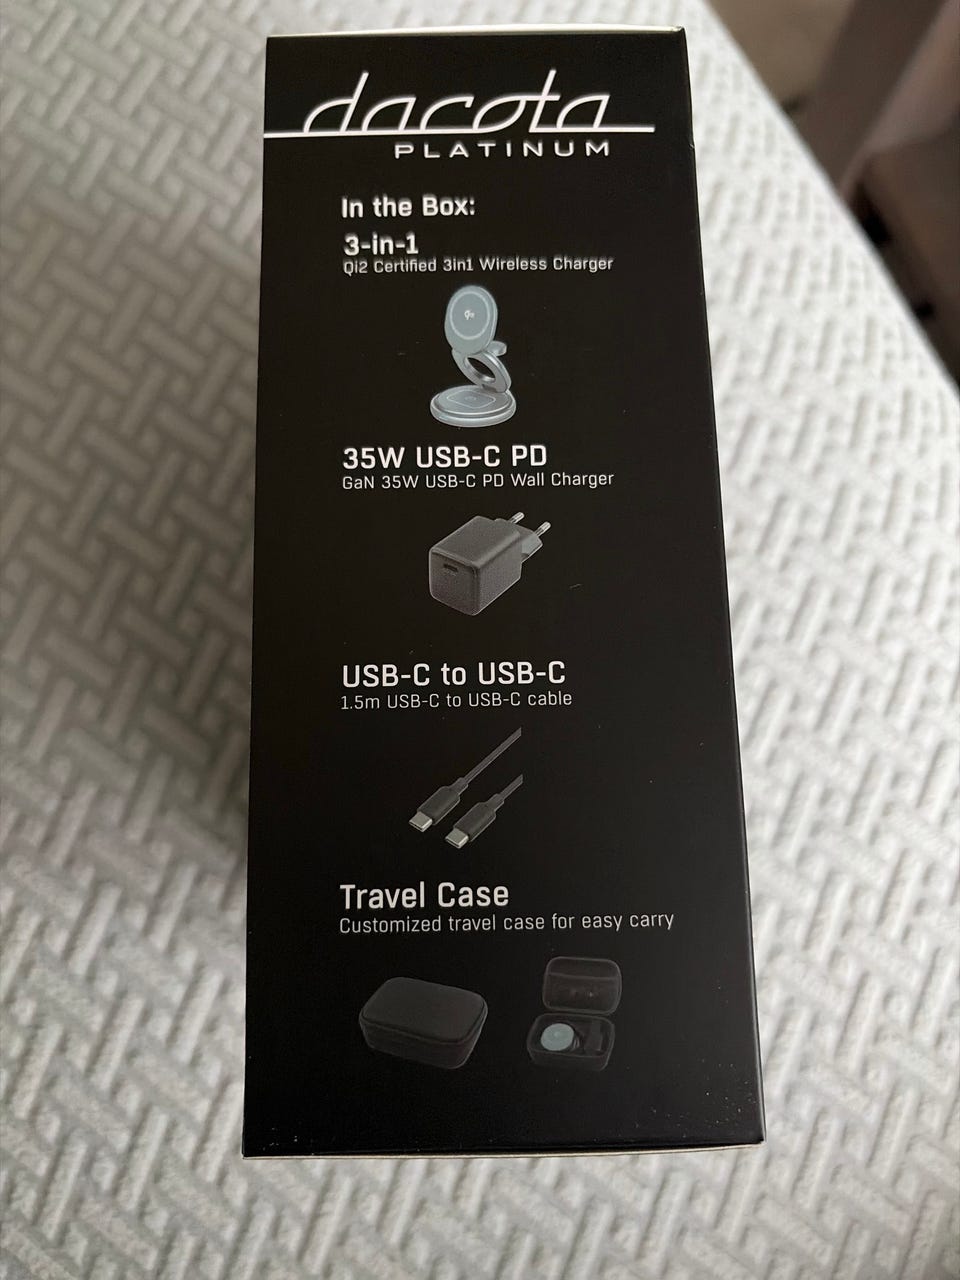 dacota
PLATINUM
In the Box:
3-in-1
Qi2 Certified 3in1 Wireless Charger
35W USB-C PD
GaN 35W USB-C PD Wall Charger
USB-C to USB-C
1.5m USB-C to USB-C cable
Travel Case
Customized travel case for easy carry